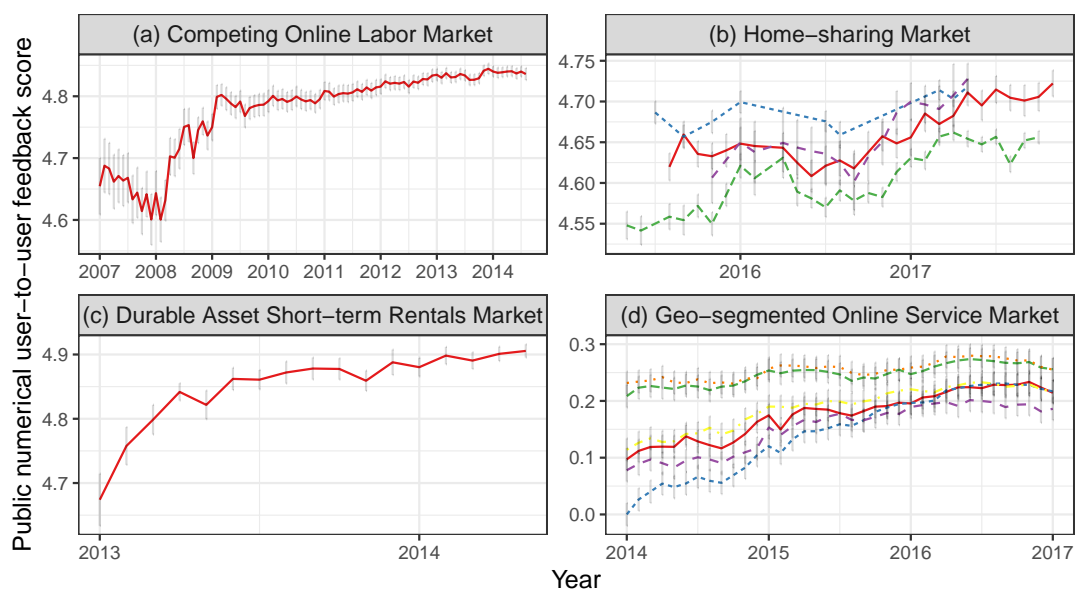 Public numerical user−to−user feedback score
(a) Competing Online Labor Market
4.8
4.7
4.6
2007 2008 2009 2010 2011 2012 2013 2014
(b) Home−sharing Market
4.75
4.70
4.65
4.60
4.55
2016 2017
(c) Durable Asset Short−term Rentals Market
4.9
4.8
4.7
2013 2014
(d) Geo−segmented Online Service Market
0.3
0.2
0.1
0.0
2014 2015 2016 2017
Year